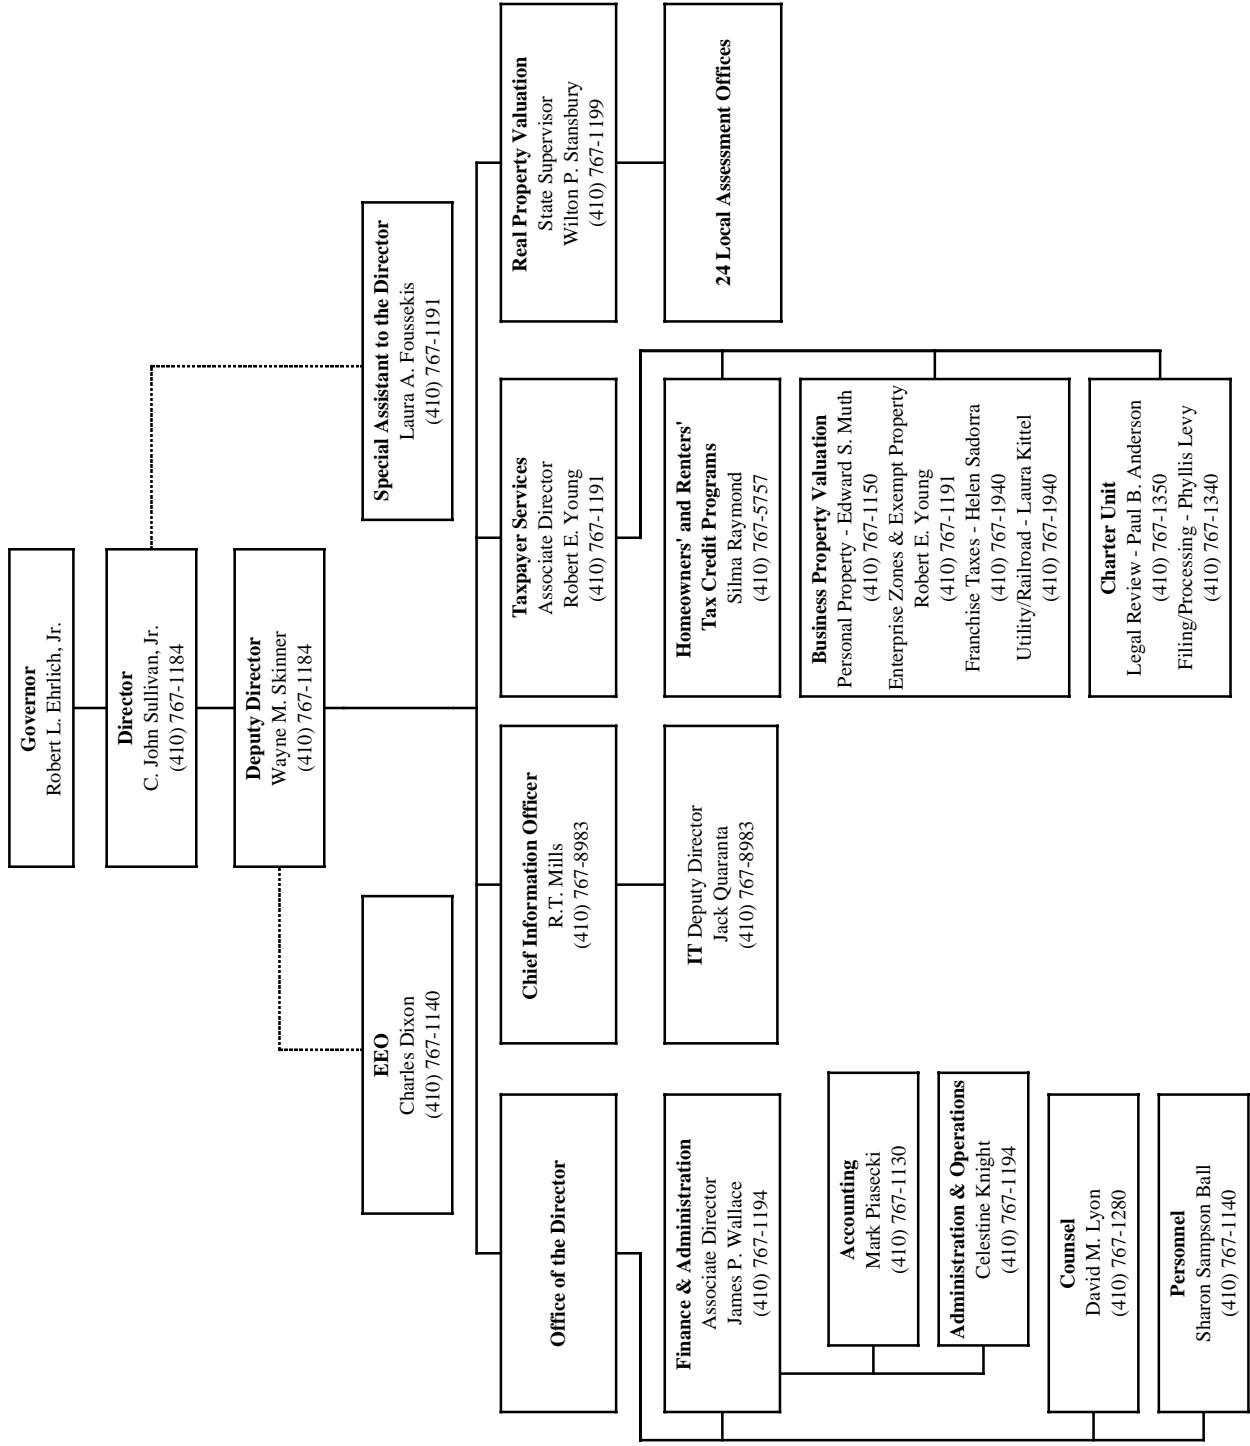 Governor
Robert L. Ehrlich, Jr.
Director
C. John Sullivan, Jr.
(410) 767-1184
Deputy Director
Wayne M. Skinner
(410) 767-1184
EEO
Charles Dixon
(410) 767-1140
Special Assistant to the Director
Laura A. Foussekis
(410) 767-1191
Office of the Director
Finance & Administration
Associate Director
James P. Wallace
(410) 767-1194
Accounting
Mark Piasecki
(410) 767-1130
Administration & Operations
Celestine Knight
(410) 767-1194
Counsel
David M. Lyon
(410) 767-1280
Personnel
Sharon Sampson Ball
(410) 767-1140
Chief Information Officer
R.T. Mills
(410) 767-8983
IT Deputy Director
Jack Quaranta
(410) 767-8983
Taxpayer Services
Associate Director
Robert E. Young
(410) 767-1191
Homeowners' and Renters'
Tax Credit Programs
Silma Raymond
(410) 767-5757
Business Property Valuation
Personal Property - Edward S. Muth
(410) 767-1150
Enterprise Zones & Exempt Property
Robert E. Young
(410) 767-1191
Franchise Taxes - Helen Sadorra
(410) 767-1940
Utility/Railroad - Laura Kittel
(410) 767-1940
Charter Unit
Legal Review - Paul B. Anderson
(410) 767-1350
Filing/Processing - Phyllis Levy
(410) 767-1340
Real Property Valuation
State Supervisor
Wilton P. Stansbury
(410) 767-1199
24 Local Assessment Offices